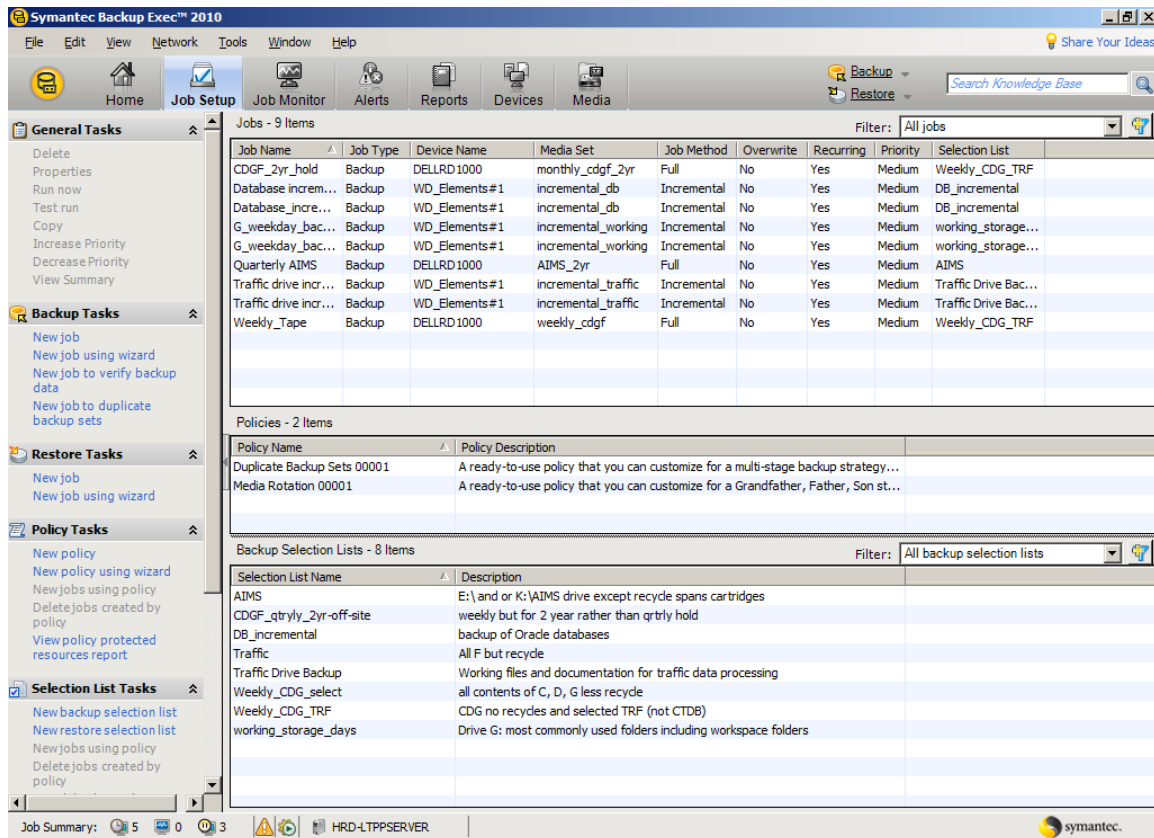 Symantec Backup Exec™ 2010
File Edit View Network Tools Window Help Share Your Ideas
Home Job Setup Job Monitor Alerts Reports Devices Media Backup Restore Search Knowledge Base
General Tasks
Delete
Properties
Run now
Test run
Copy
Increase Priority
Decrease Priority
View Summary
Backup Tasks
New job
New job using wizard
New job to verify backup
data
New job to duplicate
backup sets
Restore Tasks
New job
New job using wizard
Policy Tasks
New policy
New policy using wizard
New jobs using policy
Delete jobs created by
policy
View policy protected
resources report
Selection List Tasks
New backup selection list
New restore selection list
New jobs using policy
Delete jobs created by
policy
Jobs - 9 Items Filter: All jobs
Job Name Job Type Device Name Media Set Job Method Overwrite Recurring Priority Selection List
CDGF_2yr_hold Backup DELLRD1000 monthly_cdgf_2yr Full No Yes Medium Weekly_CDG_TRF
Database increm... Backup WD_Elements#1 incremental_db Incremental No Yes Medium DB_incremental
Database_incre... Backup WD_Elements#1 incremental_db Incremental No Yes Medium DB_incremental
G_weekday_bac... Backup WD_Elements#1 incremental_working Incremental No Yes Medium working_storage...
G_weekday_bac... Backup WD_Elements#1 incremental_working Incremental No Yes Medium working_storage...
Quarterly AIMS Backup DELLRD1000 AIMS_2yr Full No Yes Medium AIMS
Traffic drive incr... Backup WD_Elements#1 incremental_traffic Incremental No Yes Medium Traffic Drive Bac...
Traffic drive incr... Backup WD_Elements#1 incremental_traffic Incremental No Yes Medium Traffic Drive Bac...
Weekly_Tape Backup DELLRD1000 weekly_cdgf Full No Yes Medium Weekly_CDG_TRF
Policies - 2 Items
Policy Name Policy Description
Duplicate Backup Sets 00001 A ready-to-use policy that you can customize for a multi-stage backup strategy...
Media Rotation 00001 A ready-to-use policy that you can customize for a Grandfather, Father, Son st...
Backup Selection Lists - 8 Items Filter: All backup selection lists
Selection List Name Description
AIMS E:\ and or K:\AIMS drive except recycle spans cartridges
CDGF_qtryly_2yr-off-site weekly but for 2 year rather than qrtrly hold
DB_incremental backup of Oracle databases
Traffic All F but recycle
Traffic Drive Backup Working files and documentation for traffic data processing
Weekly_CDG_select all contents of C, D, G less recycle
Weekly_CDG_TRF CDG no recycles and selected TRF (not CTDB)
working_storage_days Drive G: most commonly used folders including workspace folders
Job Summary: 5 0 3 HRD-LTPPSERVER symantec.